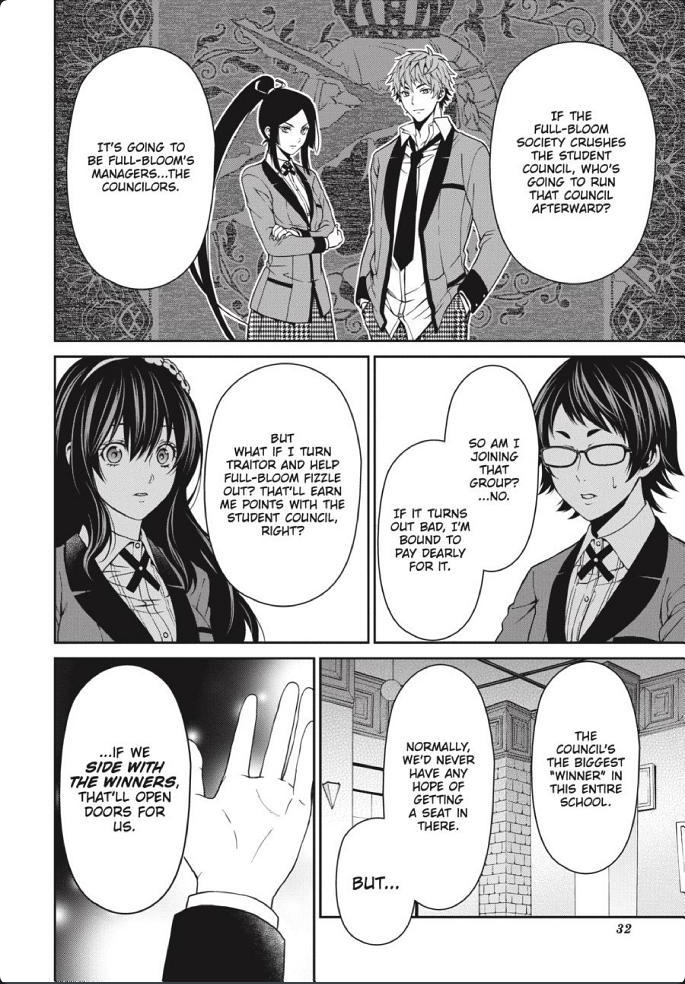 IF THE
FULL-BLOOM
SOCIETY CRUSHES
THE STUDENT
COUNCIL, WHO'S
GOING TO RUN
THAT COUNCIL
AFTERWARD?
IT'S GOING TO
BE FULL-BLOOM'S
MANAGERS...THE
COUNCILORS.
SO AM I
JOINING
THAT
GROUP?
...NO.
IF IT TURNS
OUT BAD, I'M
BOUND TO
PAY DEARLY
FOR IT.
BUT
WHAT IF I TURN
TRAITOR AND HELP
FULL-BLOOM FIZZLE
OUT? THAT'LL EARN
ME POINTS WITH THE
STUDENT COUNCIL,
RIGHT?
THE
COUNCIL'S
THE BIGGEST
"WINNER" IN
THIS ENTIRE
SCHOOL.
NORMALLY,
WE'D NEVER
HAVE ANY
HOPE OF
GETTING
A SEAT IN
THERE.
BUT...
...IF WE
SIDE WITH
THE WINNERS,
THAT'LL OPEN
DOORS FOR
US.
32